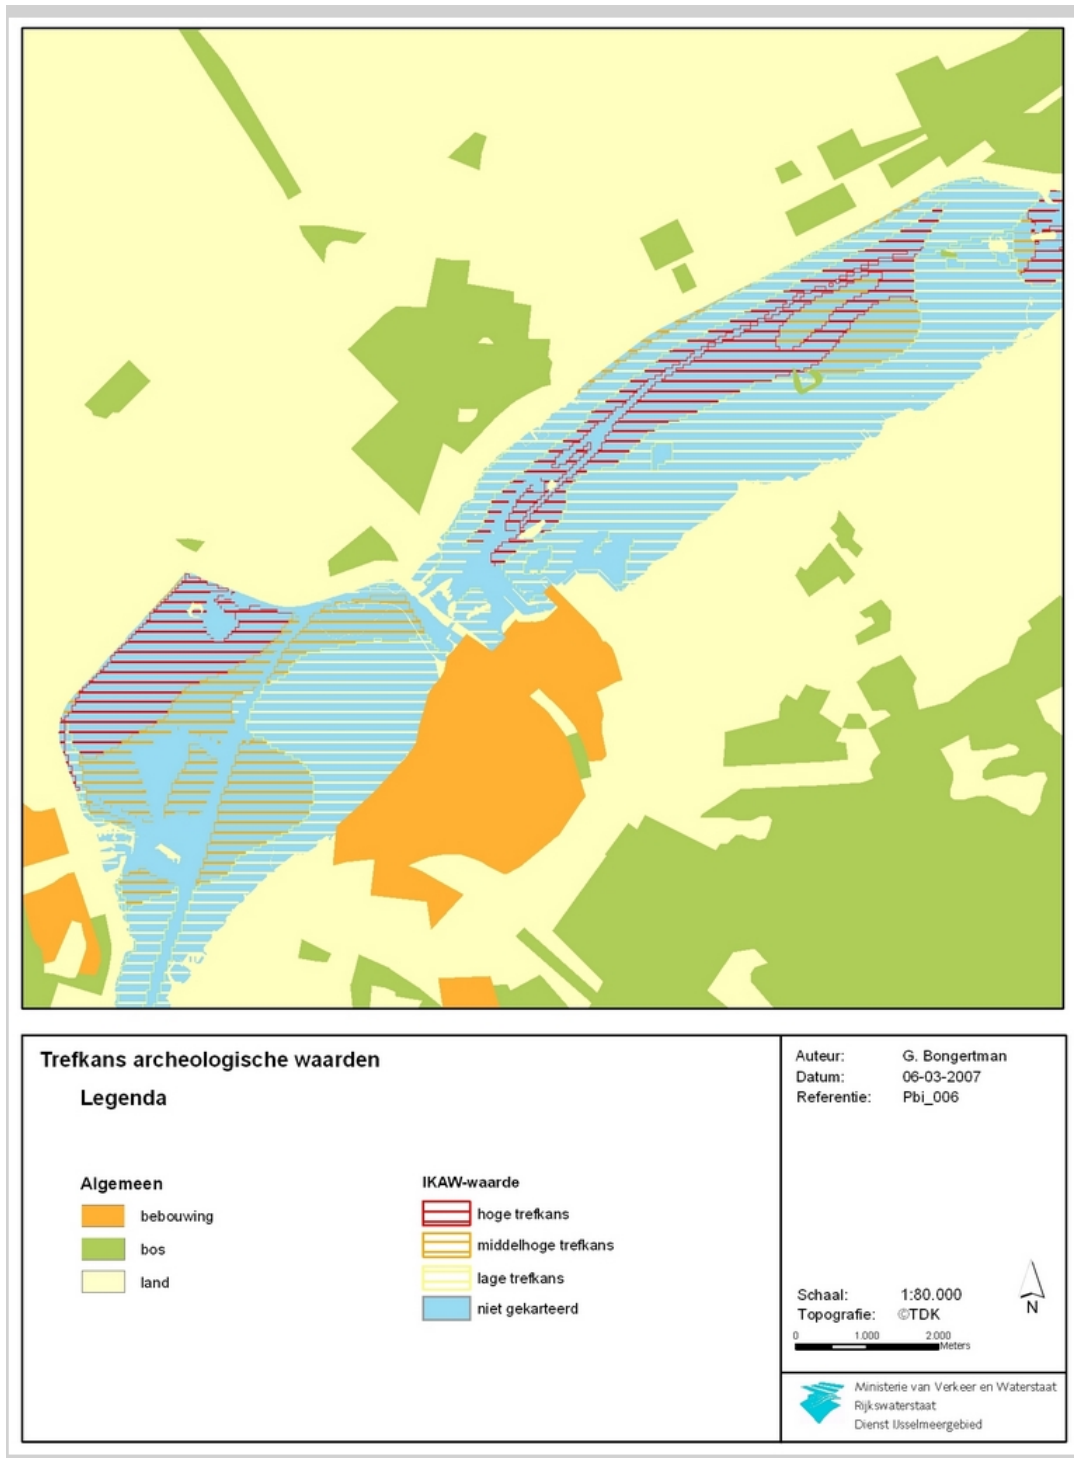 Trefkans archeologische waarden
Legenda
Algemeen
bebouwing
bos
land
IKAW-waarde
hoge trefkans
middelhoge trefkans
lage trefkans
niet gekarteerd
Auteur: G. Bongertman
Datum: 06-03-2007
Referentie: Pbi_006
Schaal: 1:80.000
Topografie: ©TDK
N
0 1.000 2.000
Meters
Ministerie van Verkeer en Waterstaat
Rijkswaterstaat
Dienst IJsselmeergebied